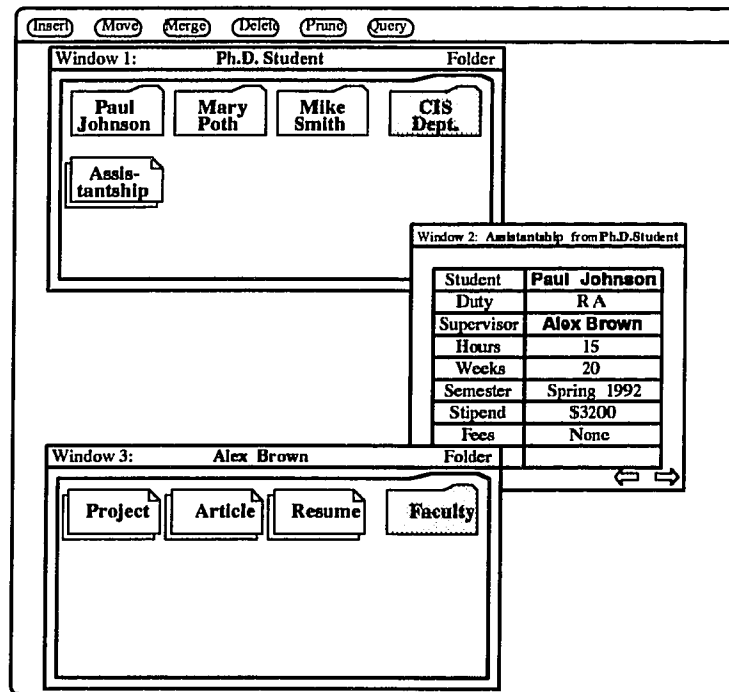 Insert Move Merge Delete Prune Query
Window 1: Ph.D. Student Folder
Paul Johnson
Mary Poth
Mike Smith
CIS Dept.
Assis-
tantship
Window 2: Assistantship from Ph.D.Student
Student Paul Johnson
Duty R A
Supervisor Alex Brown
Hours 15
Weeks 20
Semester Spring 1992
Stipend $3200
Fees None
Window 3: Alex Brown Folder
Project Article Resume Faculty